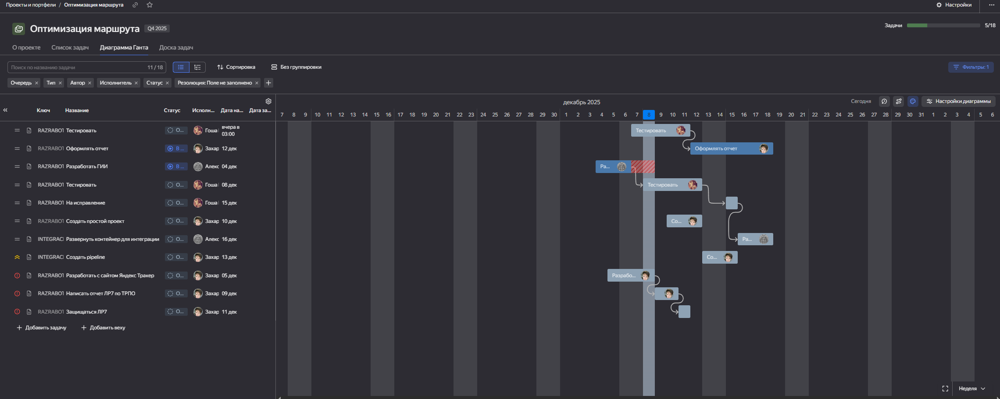 Проекты и портфели / Оптимизация маршрута
Настройки
Оптимизация маршрута Q4 2025
Задачи 5/18
О проекте Список задач Диаграмма Ганта Доска задач
Поиск по названию задачи 11 / 18 Сортировка Без группировки Фильтры: 1
Очередь × Тип × Автор × Исполнитель × Статус × Резолюция: Поле не заполнено × +
декабрь 2025 Сегодня Настройки диаграммы
Ключ Название Статус Исполн... Дата на... Дата за...
7 8 9 10 11 12 13 14 15 16 17 18 19 20 21 22 23 24 25 26 27 28 29 30 1 2 3 4 5 6 7 8 9 10 11 12 13 14 15 16 17 18 19 20 21 22 23 24 25 26 27 28 29 30 31 1 2 3 4 5 6
RAZRABOT Тестировать О... Гоша вчера в 03:00 Тестировать
RAZRABOT Оформлять отчет В ... Захар 12 дек Оформлять отчет
RAZRABOT Разработать ГИИ В ... Алекс 04 дек Ра...
RAZRABOT Тестировать О... Гоша 08 дек Тестировать
RAZRABOT На исправление О... Гоша 15 дек
RAZRABOT Создать простой проект О... Захар 10 дек Со...
INTEGRACI Развернуть контейнер для интеграции О... Алекс 16 дек Ра...
INTEGRACI Создать pipeline О... Захар 13 дек Со...
RAZRABOT Разработать с сайтом Яндекс Тракер О... Захар 05 дек Разрабо...
RAZRABOT Написать отчет ЛР7 по ТРПО О... Захар 09 дек
RAZRABOT Защищаться ЛР7 О... Захар 11 дек
+ Добавить задачу + Добавить веху
Неделя